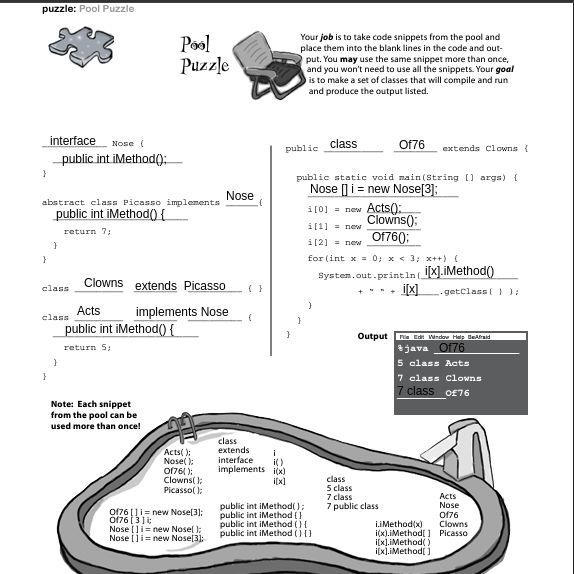 puzzle: Pool Puzzle
Pool
Puzzle
Your job is to take code snippets from the pool and
place them into the blank lines in the code and out-
put. You may use the same snippet more than once,
and you won't need to use all the snippets. Your goal
is to make a set of classes that will compile and run
and produce the output listed.
interface Nose {
public int iMethod();
}
abstract class Picasso implements Nose {
public int iMethod() {
return 7;
}
}
class Clowns extends Picasso { }
class Acts implements Nose {
public int iMethod() {
return 5;
}
}
public class Of76 extends Clowns {
public static void main(String [] args) {
Nose [] i = new Nose[3];
i[0] = new Acts();
i[1] = new Clowns();
i[2] = new Of76();
for(int x = 0; x < 3; x++) {
System.out.println( i[x].iMethod()
+ " " + i[x] .getClass( ) );
}
}
}
Output
File Edit Window Help BeAfraid
%java Of76
5 class Acts
7 class Clowns
7 class Of76
Note: Each snippet
from the pool can be
used more than once!
Acts( );
Nose( );
Of76( );
Clowns( );
Picasso( );
class
extends
interface
implements
i
i( )
i(x)
i[x]
class
5 class
7 class
7 public class
Acts
Nose
Of76
Clowns
Picasso
Of76 [ ] i = new Nose[3];
Of76 [ 3 ] i;
Nose [ ] i = new Nose( );
Nose [ ] i = new Nose[3];
public int iMethod( ) ;
public int iMethod { }
public int iMethod ( ) {
public int iMethod ( ) { }
i.iMethod(x)
i(x).iMethod[ ]
i[x].iMethod( )
i[x].iMethod[ ]